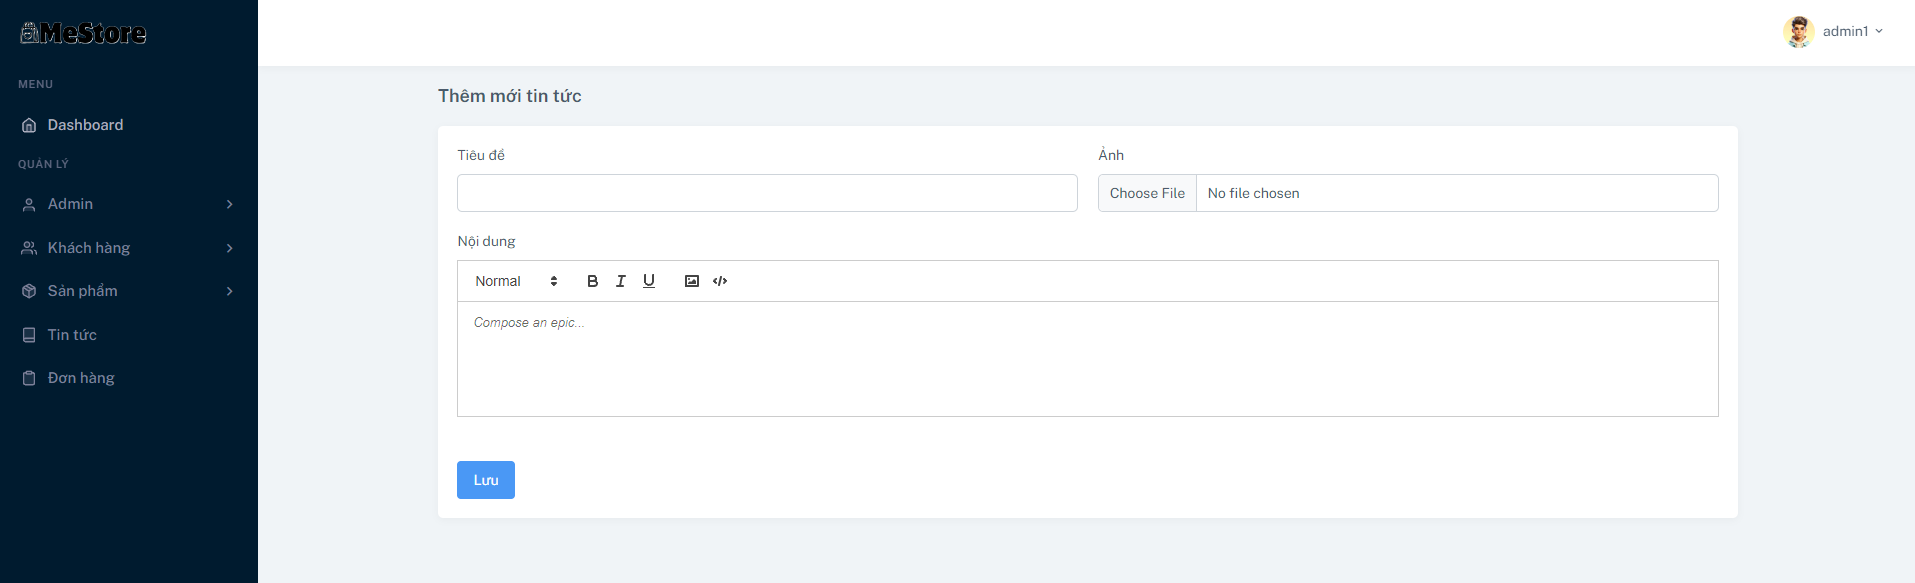 MeStore
admin1
MENU
Dashboard
QUẢN LÝ
Admin
Khách hàng
Sản phẩm
Tin tức
Đơn hàng
Thêm mới tin tức
Tiêu đề
Ảnh
Choose File No file chosen
Nội dung
Normal B I U
Compose an epic...
Lưu